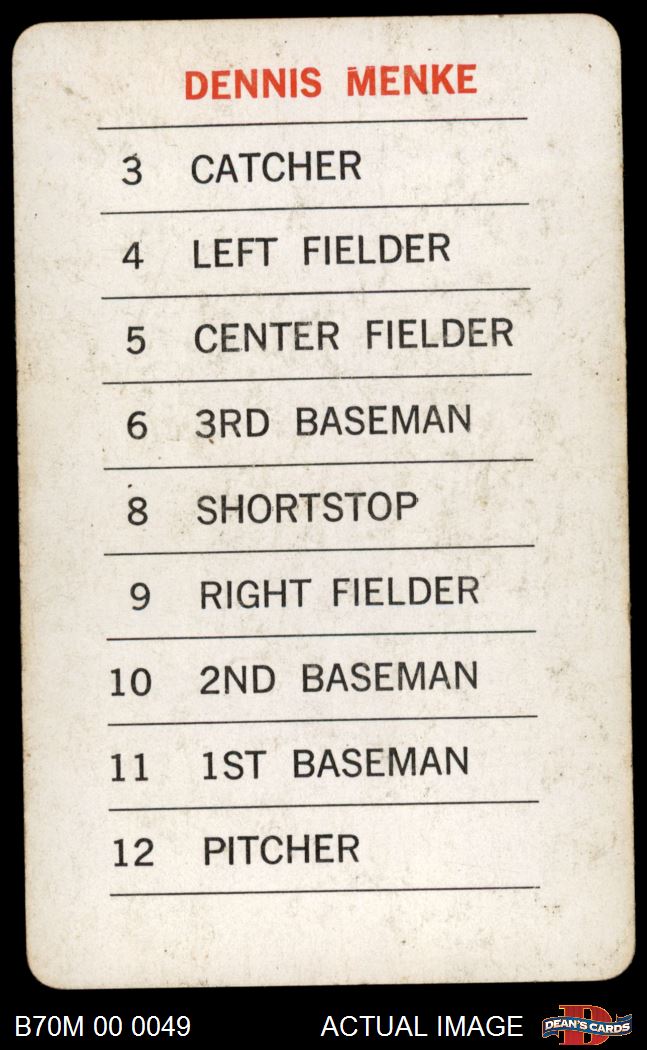 DENNIS MENKE
3 CATCHER
4 LEFT FIELDER
5 CENTER FIELDER
6 3RD BASEMAN
8 SHORTSTOP
9 RIGHT FIELDER
10 2ND BASEMAN
11 1ST BASEMAN
12 PITCHER
B70M 00 0049 ACTUAL IMAGE D DEAN'S CARDS